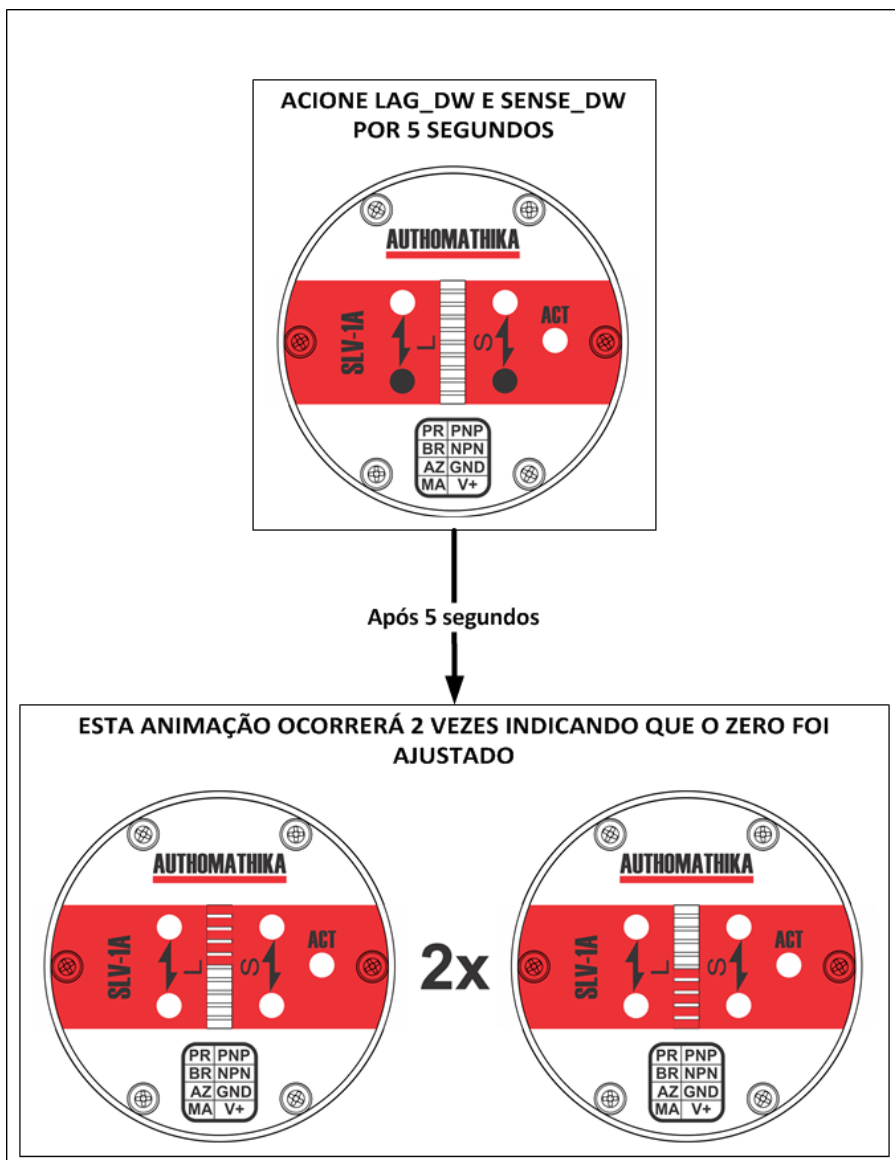 ACIONE LAG_DW E SENSE_DW
POR 5 SEGUNDOS
AUTHOMATHIKA
SLV-1A
L
S
ACT
PR PNP
BR NPN
AZ GND
MA V+
Após 5 segundos
ESTA ANIMAÇÃO OCORRERÁ 2 VEZES INDICANDO QUE O ZERO FOI
AJUSTADO
AUTHOMATHIKA
SLV-1A
L
S
ACT
PR PNP
BR NPN
AZ GND
MA V+
2x
AUTHOMATHIKA
SLV-1A
L
S
ACT
PR PNP
BR NPN
AZ GND
MA V+